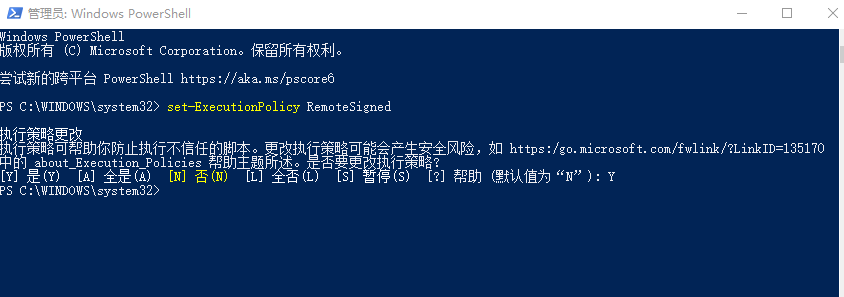 管理员: Windows PowerShell
Windows PowerShell
版权所有 (C) Microsoft Corporation。保留所有权利。
尝试新的跨平台 PowerShell https://aka.ms/pscore6
PS C:\WINDOWS\system32> set-ExecutionPolicy RemoteSigned
执行策略更改
执行策略可帮助你防止执行不信任的脚本。更改执行策略可能会产生安全风险，如 https:/go.microsoft.com/fwlink/?LinkID=135170
中的 about_Execution_Policies 帮助主题所述。是否要更改执行策略?
[Y] 是(Y)  [A] 全是(A)  [N] 否(N)  [L] 全否(L)  [S] 暂停(S)  [?] 帮助 (默认值为“N”): Y
PS C:\WINDOWS\system32>